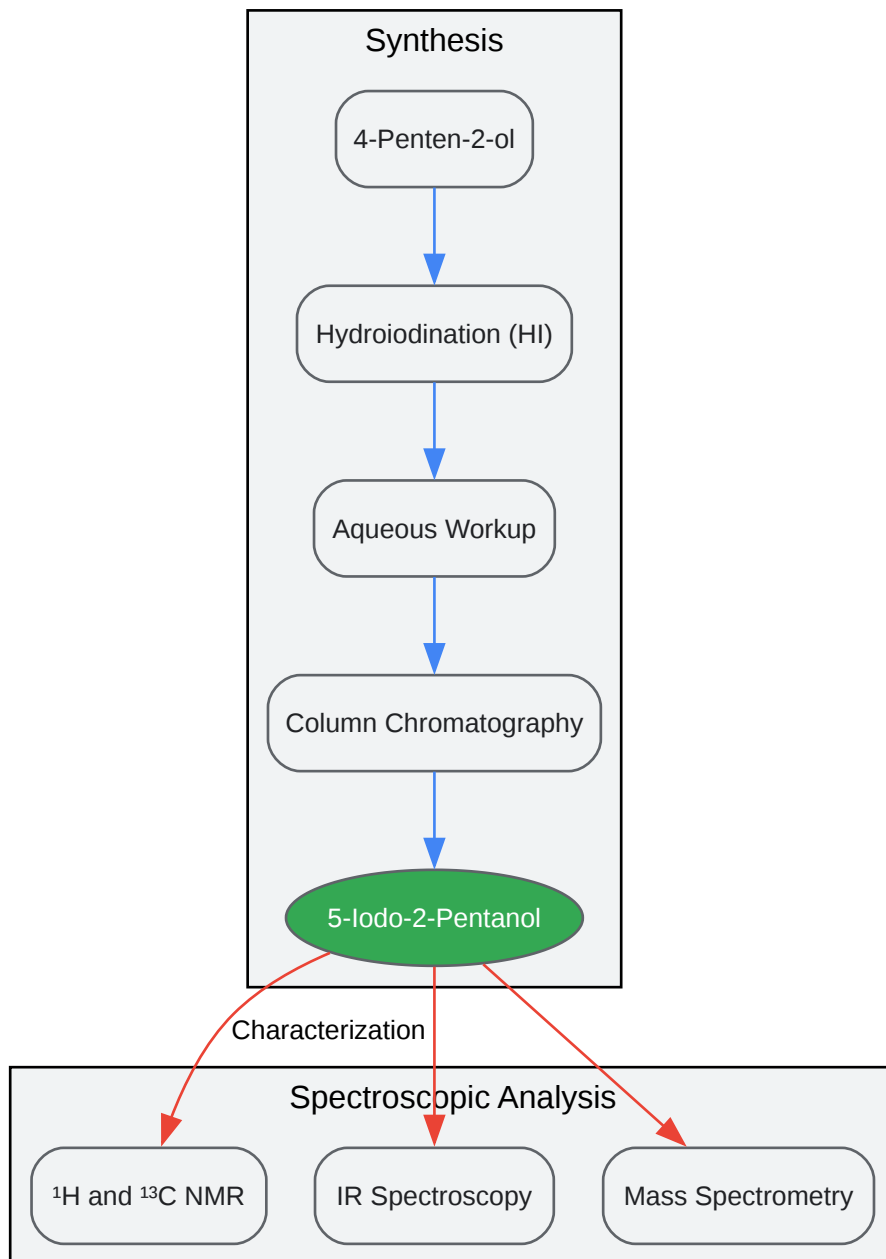 Synthesis
4-Penten-2-ol
Hydroiodination (HI)
Aqueous Workup
Column Chromatography
5-Iodo-2-Pentanol
Characterization
Spectroscopic Analysis
¹H and ¹³C NMR
IR Spectroscopy
Mass Spectrometry